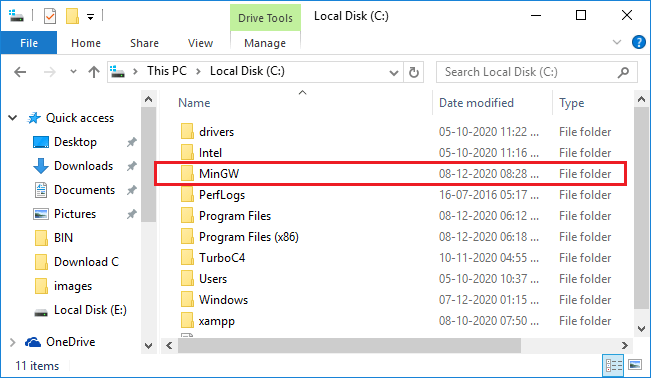 Drive Tools
Local Disk (C:)
File Home Share View Manage
This PC > Local Disk (C:)
Search Local Disk (C:)
Name Date modified Type
Quick access
Desktop
Downloads
Documents
Pictures
BIN
Download C
images
Local Disk (E:)
OneDrive
drivers 05-10-2020 11:22 ... File folder
Intel 05-10-2020 11:16 ... File folder
MinGW 08-12-2020 08:28 ... File folder
PerfLogs 16-07-2016 05:17 ... File folder
Program Files 08-12-2020 06:12 ... File folder
Program Files (x86) 08-12-2020 06:18 ... File folder
TurboC4 10-11-2020 04:55 ... File folder
Users 05-10-2020 10:37 ... File folder
Windows 07-12-2020 01:15 ... File folder
xampp 08-10-2020 07:50 ... File folder
11 items